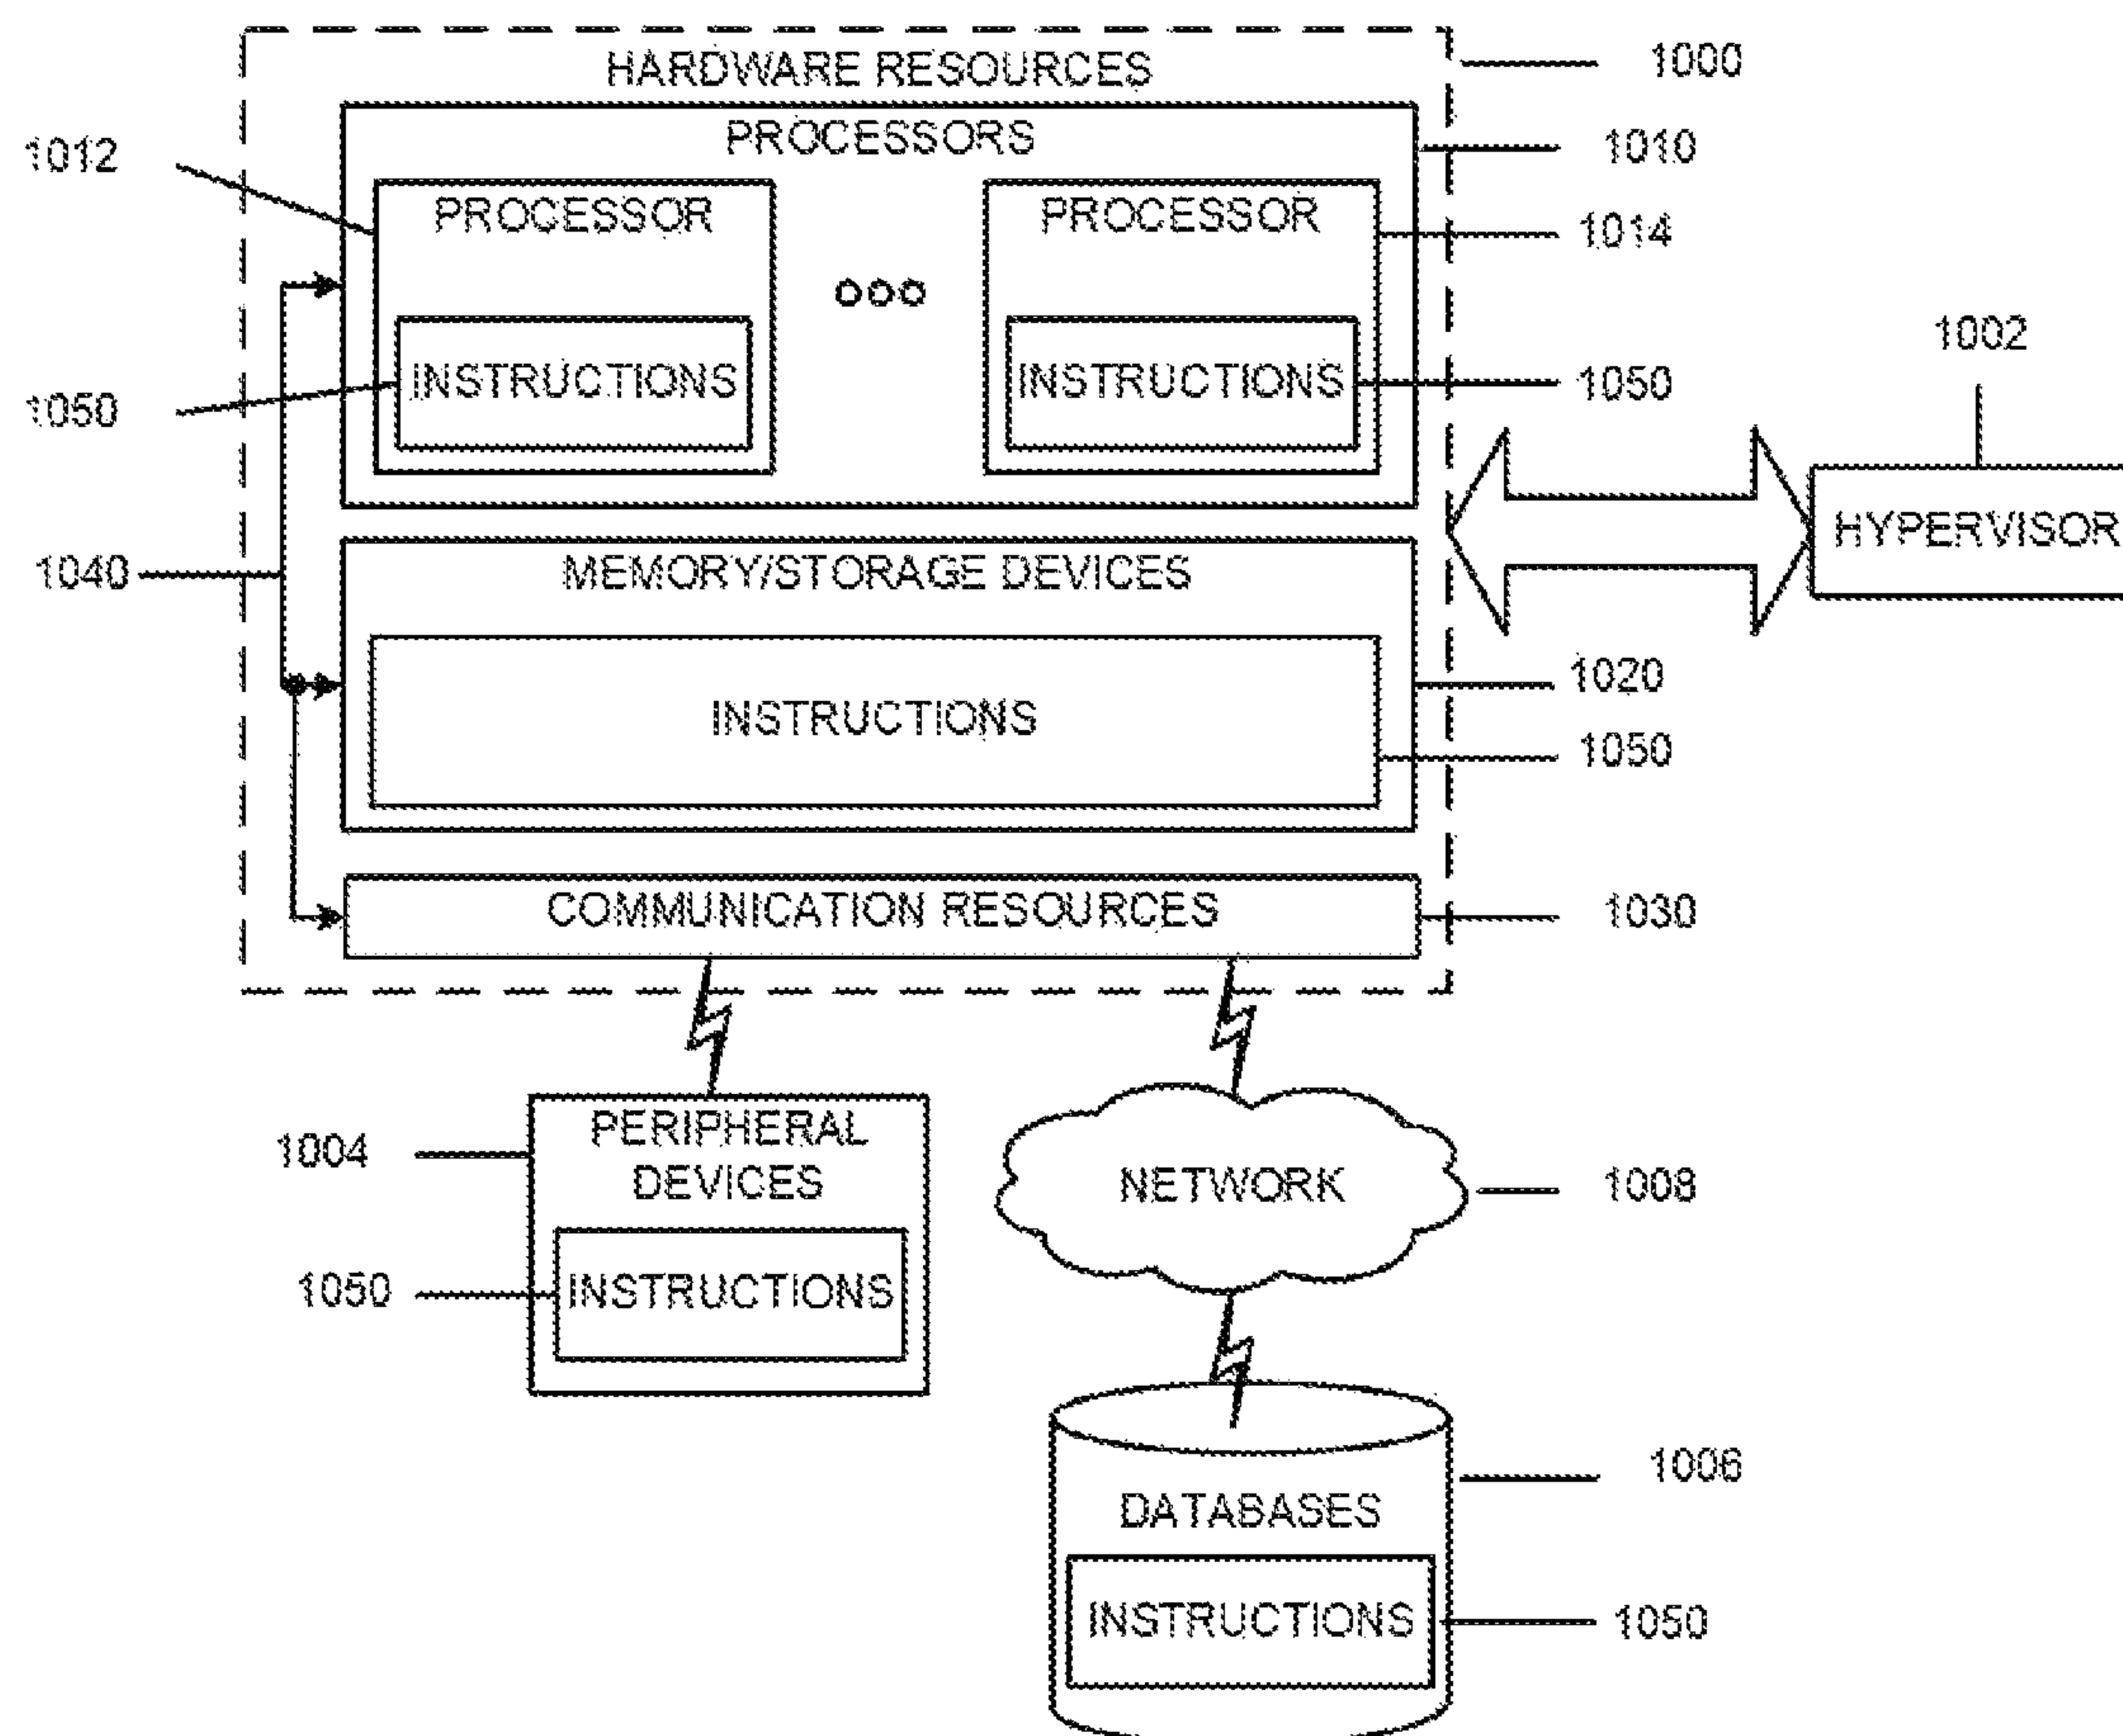 HARDWARE RESOURCES
1000
PROCESSORS
1010
1012
PROCESSOR
PROCESSOR
1014
1002
1050
INSTRUCTIONS
INSTRUCTIONS
1050
HYPERVISOR
1040
MEMORY/STORAGE DEVICES
1020
INSTRUCTIONS
1050
COMMUNICATION RESOURCES
1030
1004
PERIPHERAL
DEVICES
NETWORK
1008
1050
INSTRUCTIONS
1006
DATABASES
INSTRUCTIONS
1050